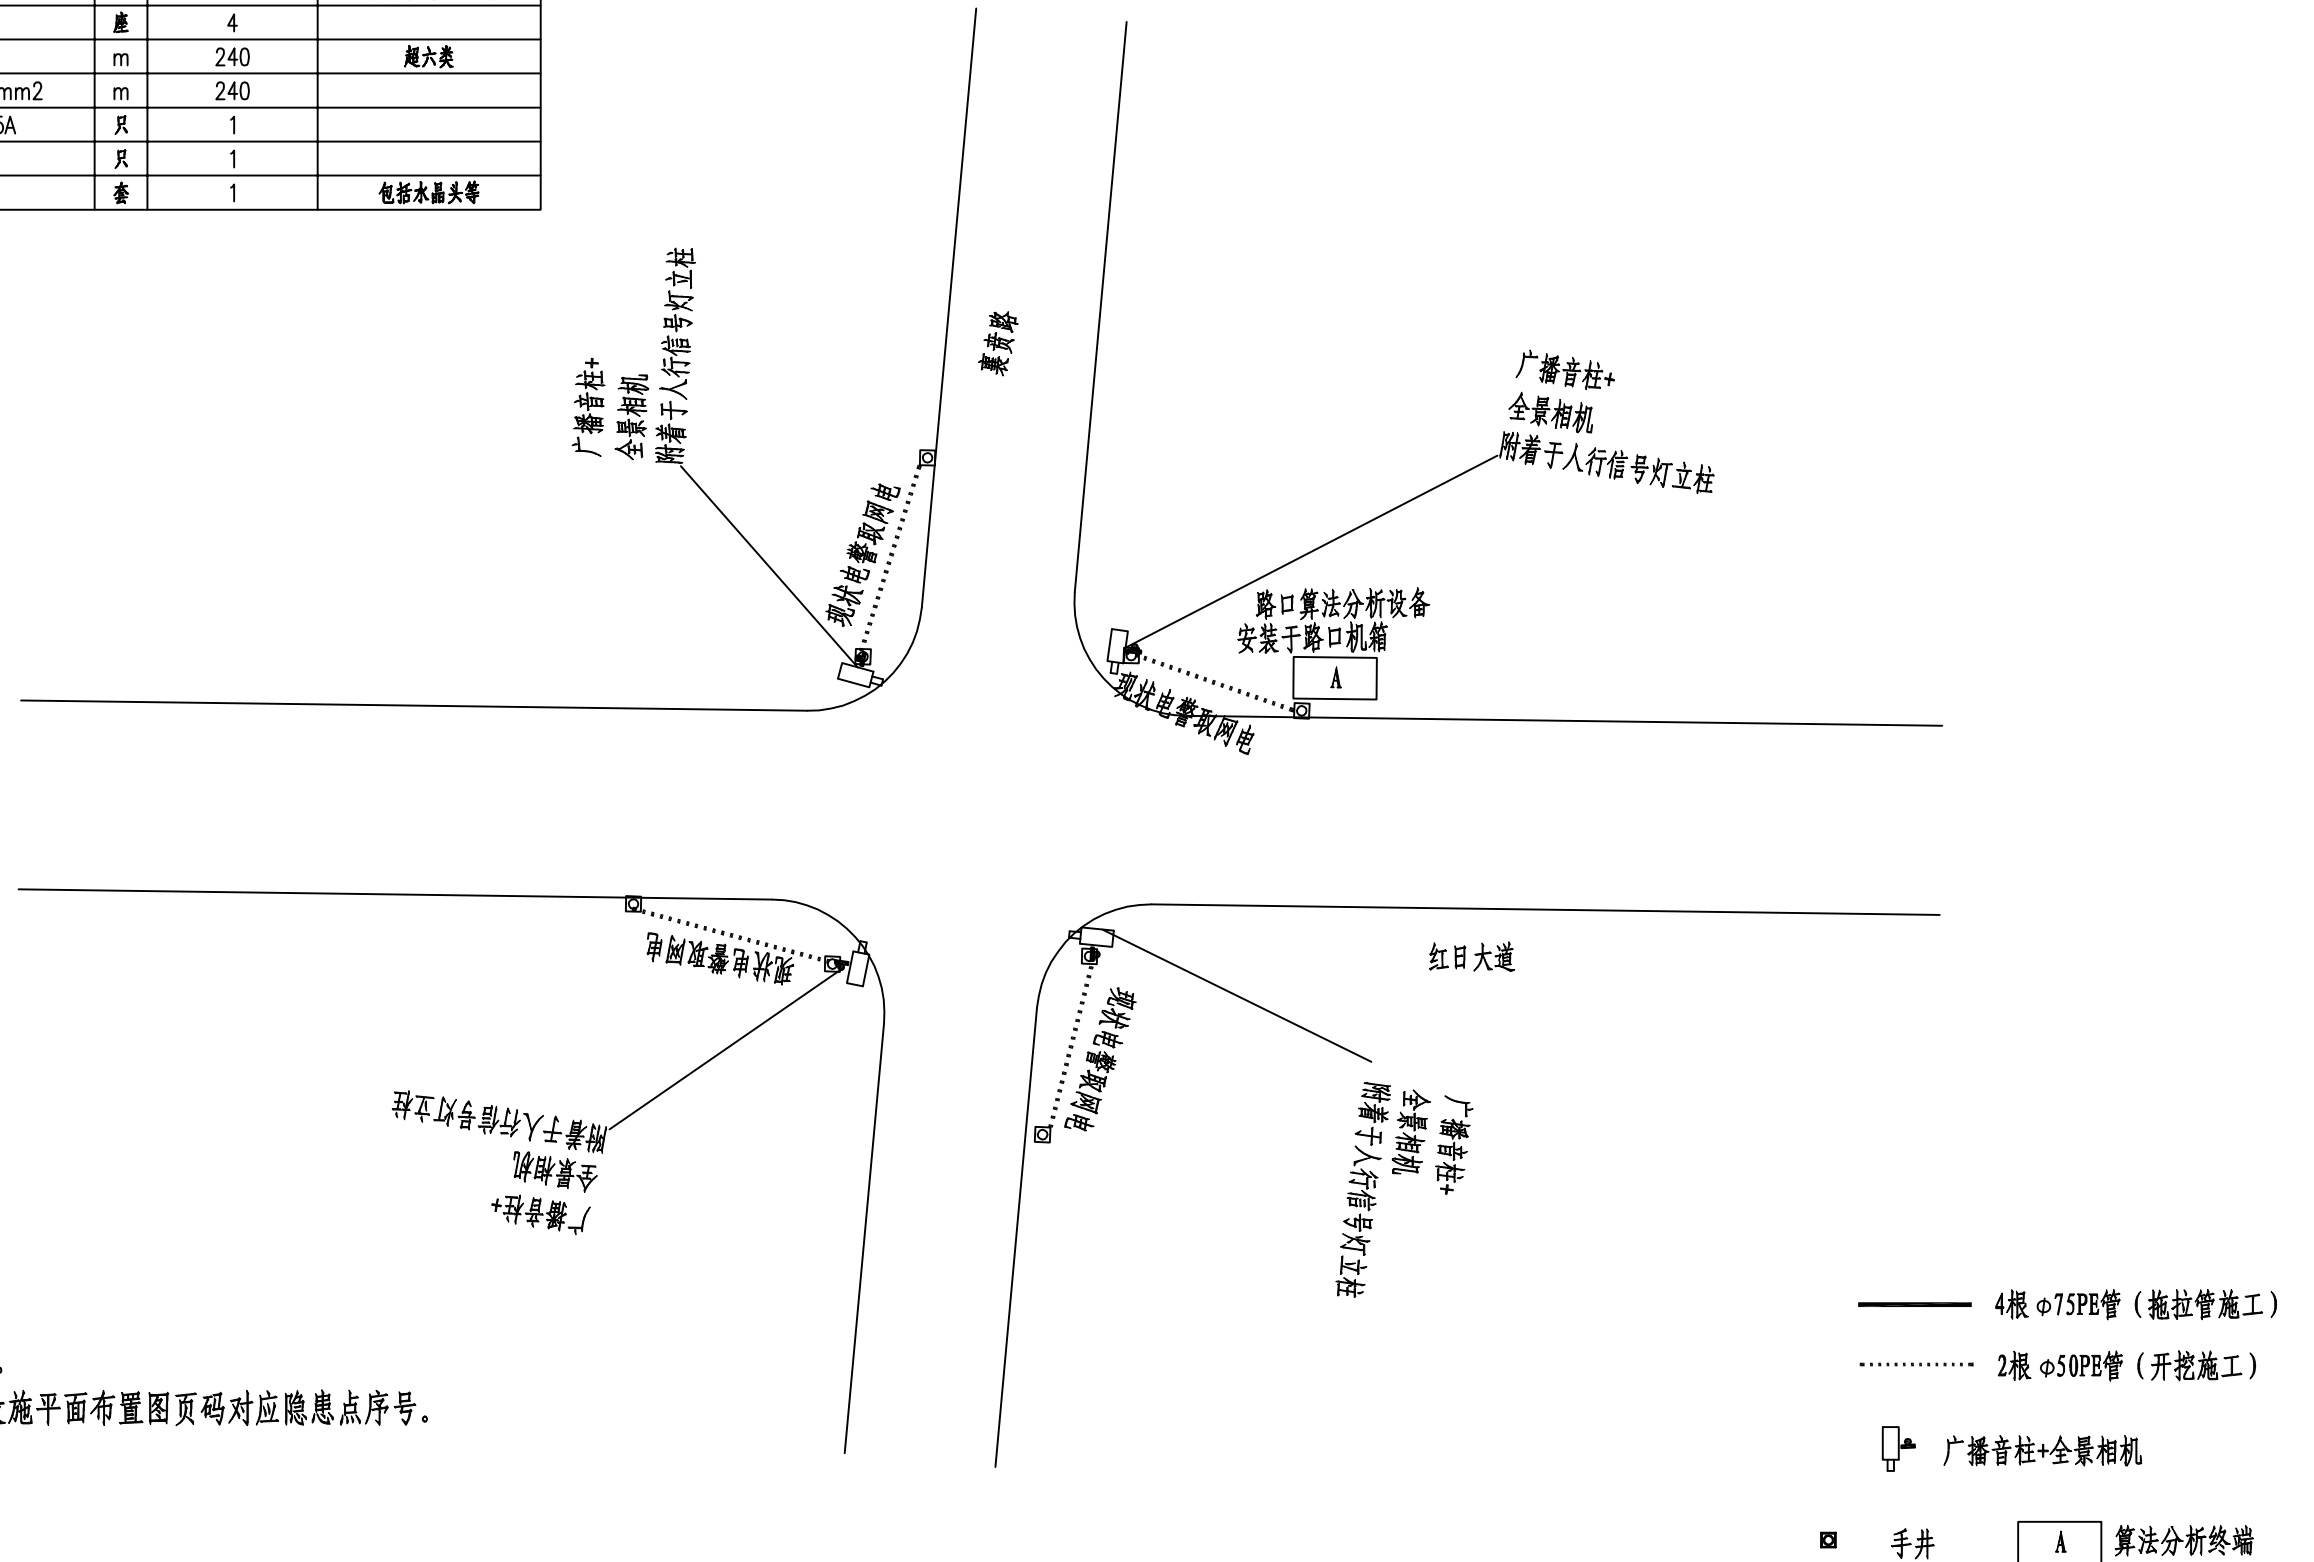 座 4
m 240 超六类
mm2 m 240
5A 只 1
只 1
套 1 包括水晶头等
广播音柱+
全景相机
附着于人行信号灯立柱
襄贲路
广播音柱+
全景相机
附着于人行信号灯立柱
现状电警取网电
路口算法分析设备
安装于路口机箱
A
现状电警取网电
现状电警取网电
红日大道
现状电警取网电
附着于人行信号灯立柱
全景相机
广播音柱+
广播音柱+
全景相机
附着于人行信号灯立柱
4根 φ75PE管（拖拉管施工）
2根 φ50PE管（开挖施工）
。
施平面布置图页码对应隐患点序号。
广播音柱+全景相机
手井
A 算法分析终端